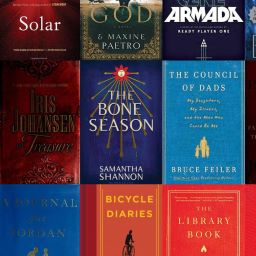 Solar
GOD
& MAXINE
PAETRO
ARMADA
READY PLAYER ONE
IRIS
JOHANSEN
Treasure
THE
BONE
SEASON
SAMANTHA
SHANNON
THE COUNCIL
OF DADS
My Daughters,
My Illness,
and the Men Who
Could Be Me
BRUCE FEILER
A JOURNAL
for
JORDAN
BICYCLE
DIARIES
THE
LIBRARY
BOOK